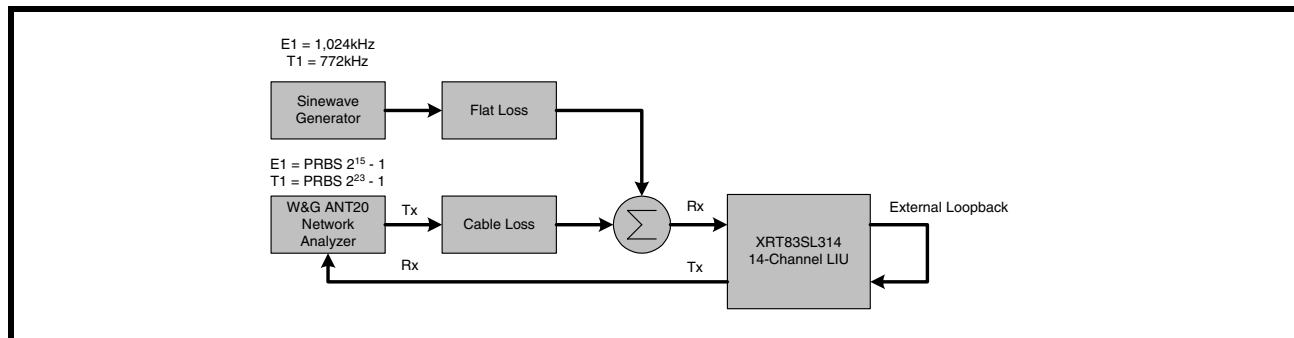 E1 = 1,024kHz
T1 = 772kHz
Sinewave
Generator
Flat Loss
E1 = PRBS 2¹⁵ - 1
T1 = PRBS 2²³ - 1
W&G ANT20
Network
Analyzer
Tx
Cable Loss
Σ
Rx
External Loopback
XRT83SL314
14-Channel LIU
Rx
Tx